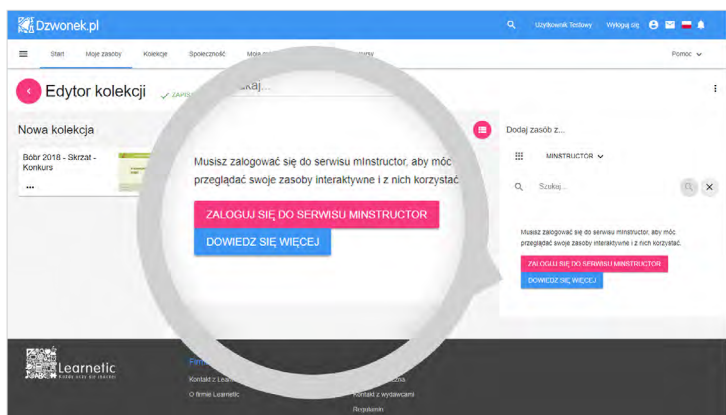 Dzwonek.pl
Użytkownik Testowy Wyloguj się
Start Moje zasoby Kolekcje Społeczność
Pomoc
Edytor kolekcji
Nowa kolekcja
Bóbr 2018 - Skrzat -
Konkurs
Musisz zalogować się do serwisu mInstructor, aby móc
przeglądać swoje zasoby interaktywne i z nich korzystać
ZALOGUJ SIĘ DO SERWISU MINSTRUCTOR
DOWIEDZ SIĘ WIĘCEJ
Dodaj zasób z...
MINSTRUCTOR
Szukaj...
Musisz zalogować się do serwisu mInstructor, aby móc
przeglądać swoje zasoby interaktywne i z nich korzystać.
ZALOGUJ SIĘ DO SERWISU MINSTRUCTOR
DOWIEDZ SIĘ WIĘCEJ
Learnetic
O firmie Learnetic
Kontakt z wydawcami
Regulamin